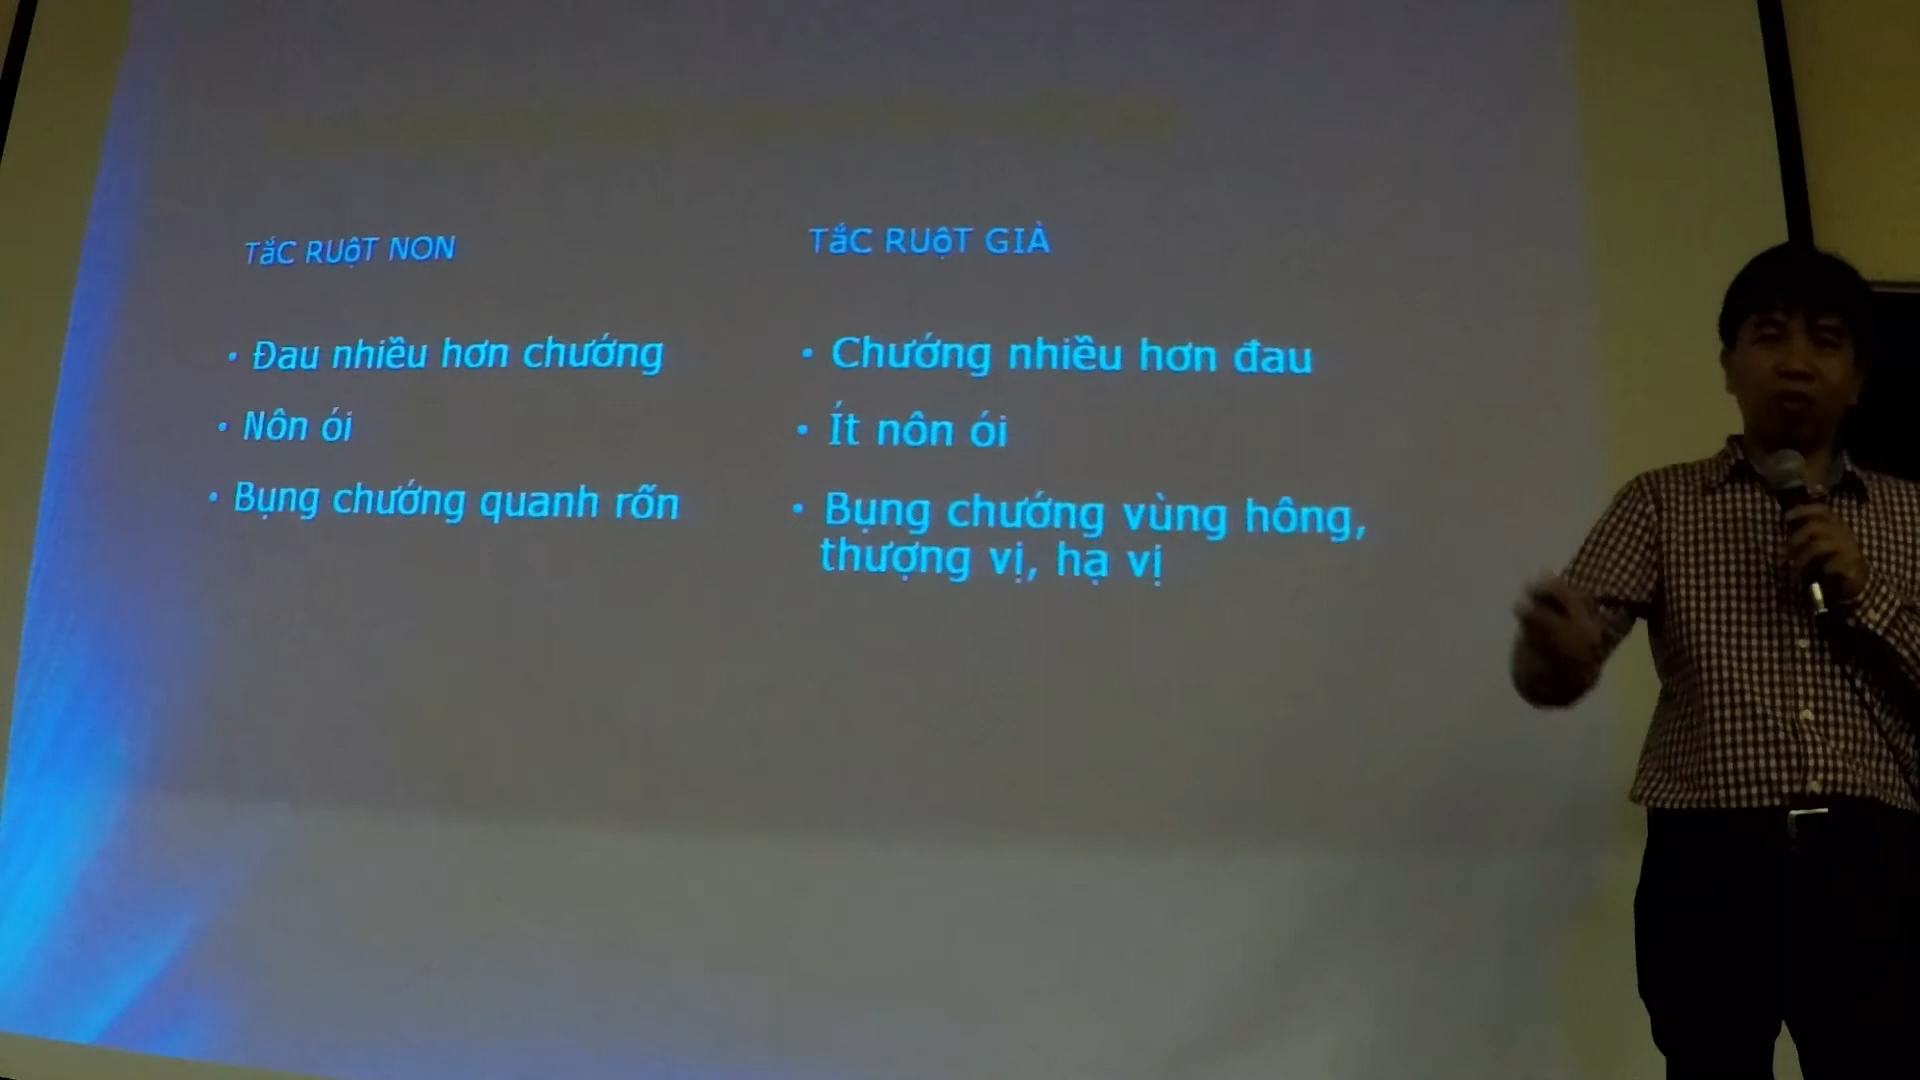 TắC RUộT NON
• Đau nhiều hơn chướng
• Nôn ói
• Bụng chướng quanh rốn
TắC RUộT GIÀ
• Chướng nhiều hơn đau
• Ít nôn ói
• Bụng chướng vùng hông,
thượng vị, hạ vị